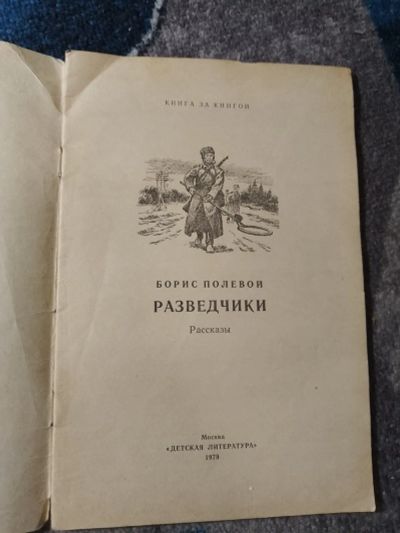 КНИГА ЗА КНИГОЙ
БОРИС ПОЛЕВОЙ
РАЗВЕДЧИКИ
Рассказы
Москва
«ДЕТСКАЯ ЛИТЕРАТУРА»
1978